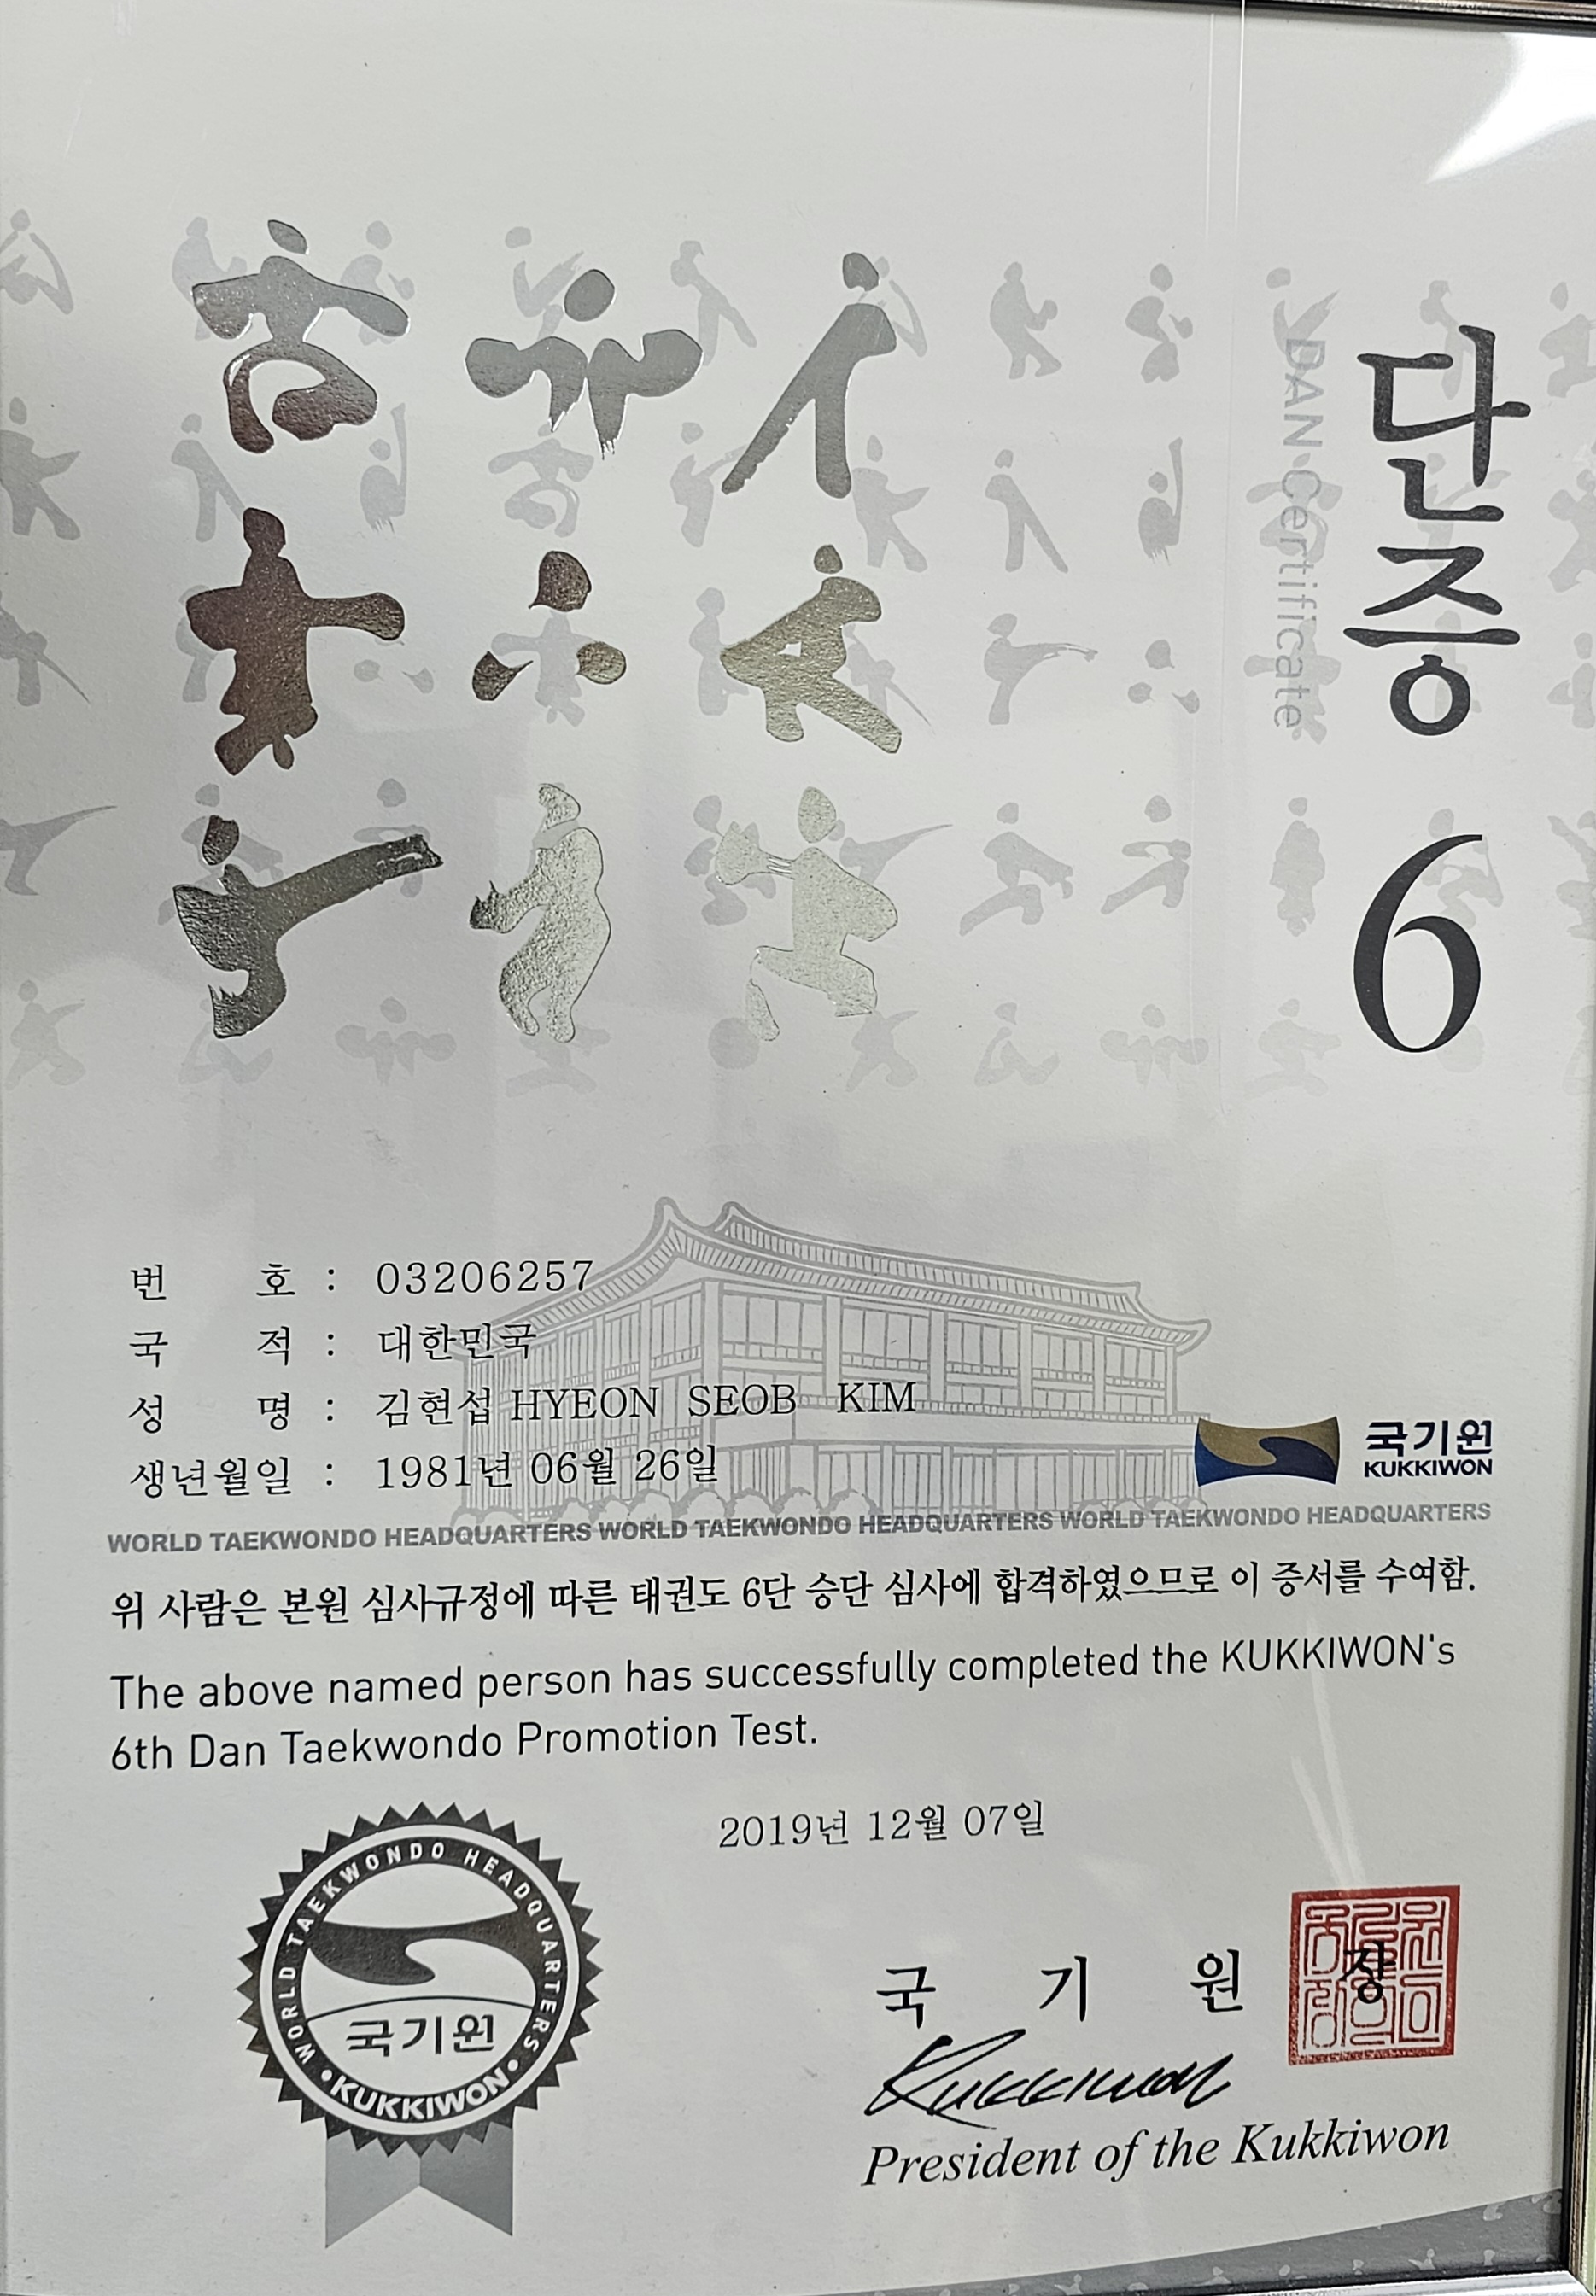 단증 6
DAN Certificate
번 호 : 03206257
국 적 : 대한민국
성 명 : 김현섭 HYEON SEOB KIM
생년월일 : 1981년 06월 26일
국기원
KUKKIWON
WORLD TAEKWONDO HEADQUARTERS WORLD TAEKWONDO HEADQUARTERS WORLD TAEKWONDO HEADQUARTERS
위 사람은 본원 심사규정에 따른 태권도 6단 승단 심사에 합격하였으므로 이 증서를 수여함.
The above named person has successfully completed the KUKKIWON's
6th Dan Taekwondo Promotion Test.
2019년 12월 07일
WORLD TAEKWONDO HEADQUARTERS
국기원
•KUKKIWON•
국 기 원 장
Kukkiwon
President of the Kukkiwon